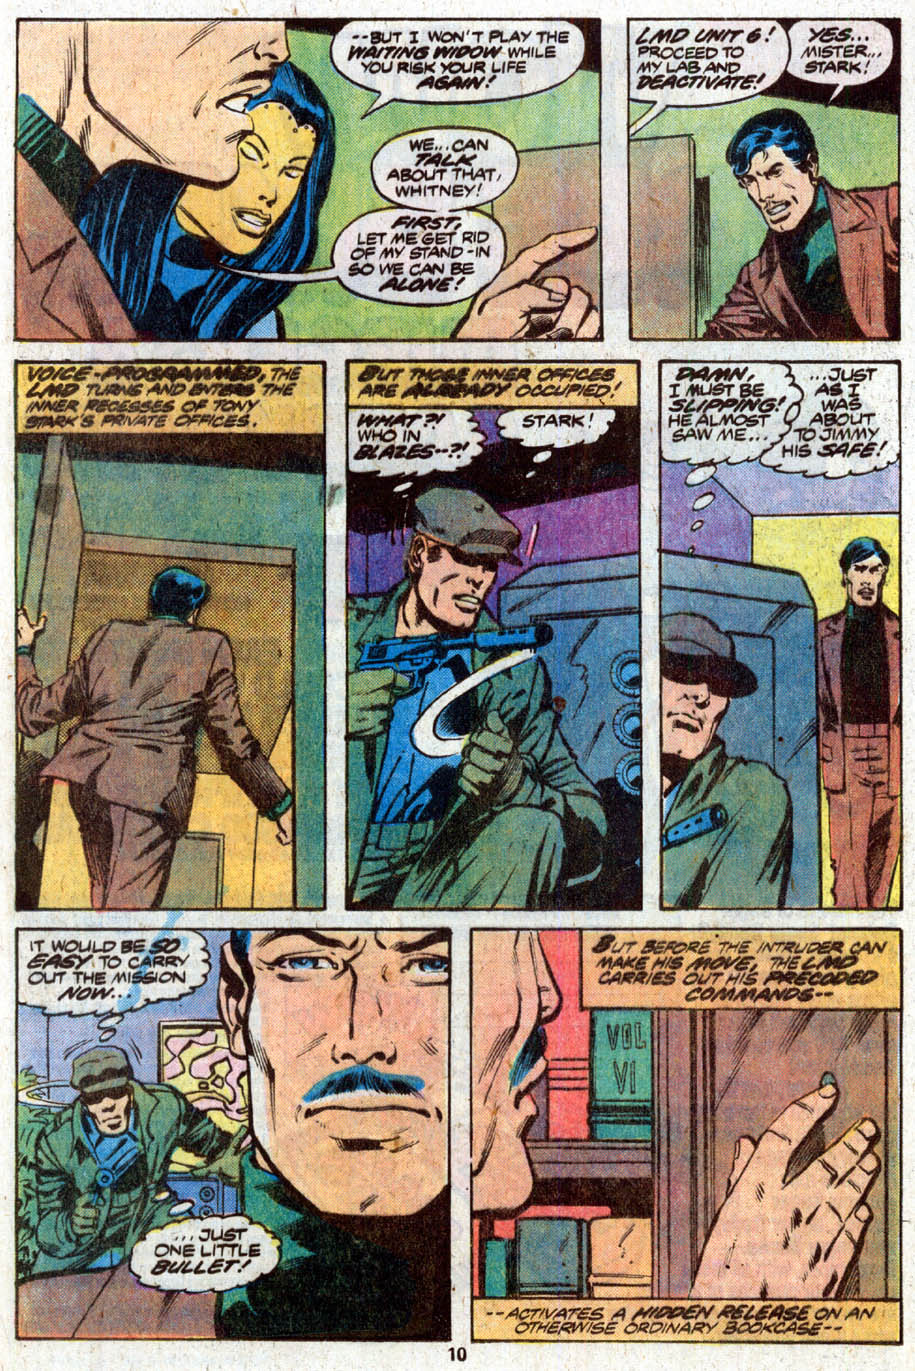 --BUT I WON'T PLAY THE
WAITING WIDOW WHILE
YOU RISK YOUR LIFE
AGAIN!
WE... CAN
TALK
ABOUT THAT,
WHITNEY!
FIRST,
LET ME GET RID
OF MY STAND-IN
SO WE CAN BE
ALONE!
LMD UNIT 6!
PROCEED TO
MY LAB AND
DEACTIVATE!
YES...
MISTER...
STARK!
VOICE-PROGRAMMED, THE
LMD TURNS AND ENTERS THE
INNER RECESSES OF TONY
STARK'S PRIVATE OFFICES.
BUT THOSE INNER OFFICES
ARE ALREADY OCCUPIED!
WHAT?!
WHO IN
BLAZES--?!
STARK!
DAMN,
I MUST BE
SLIPPING!
HE ALMOST
SAW ME...
...JUST
AS I
WAS
ABOUT
TO JIMMY
HIS SAFE!
IT WOULD BE SO
EASY TO CARRY
OUT THE MISSION
NOW...
...JUST
ONE LITTLE
BULLET!
BUT BEFORE THE INTRUDER CAN
MAKE HIS MOVE, THE LMD
CARRIES OUT HIS PRECODED
COMMANDS--
VOL
VI
--ACTIVATES A HIDDEN RELEASE ON AN
OTHERWISE ORDINARY BOOKCASE--
10